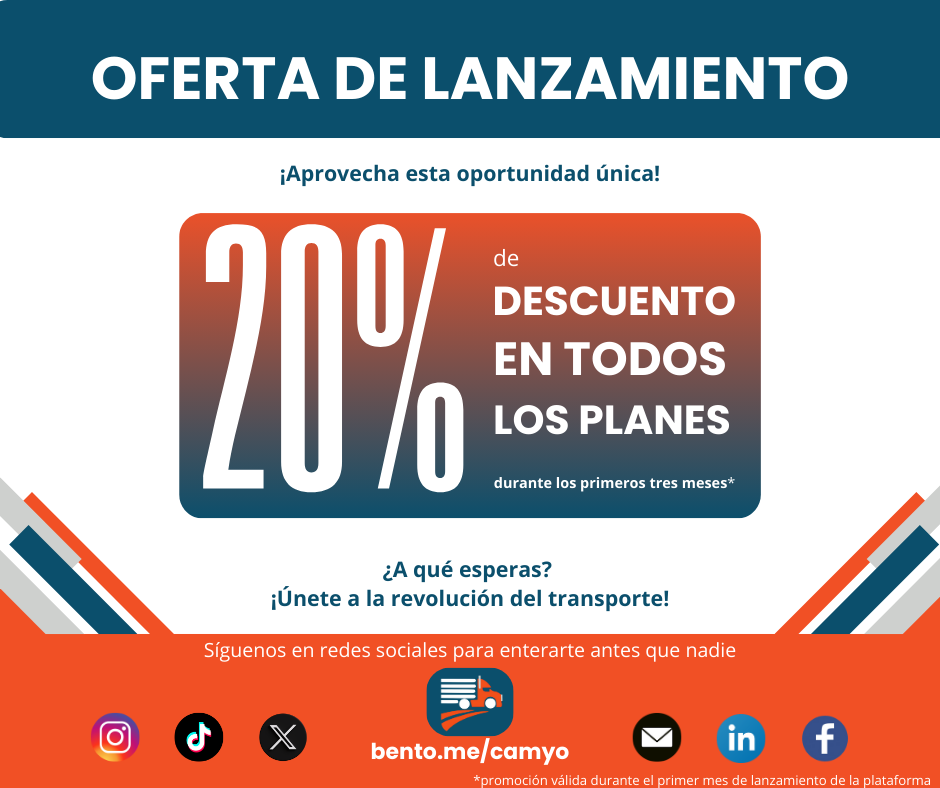 OFERTA DE LANZAMIENTO
¡Aprovecha esta oportunidad única!
20%
de
DESCUENTO
EN TODOS
LOS PLANES
durante los primeros tres meses*
¿A qué esperas?
¡Únete a la revolución del transporte!
Síguenos en redes sociales para enterarte antes que nadie
bento.me/camyo
*promoción válida durante el primer mes de lanzamiento de la plataforma